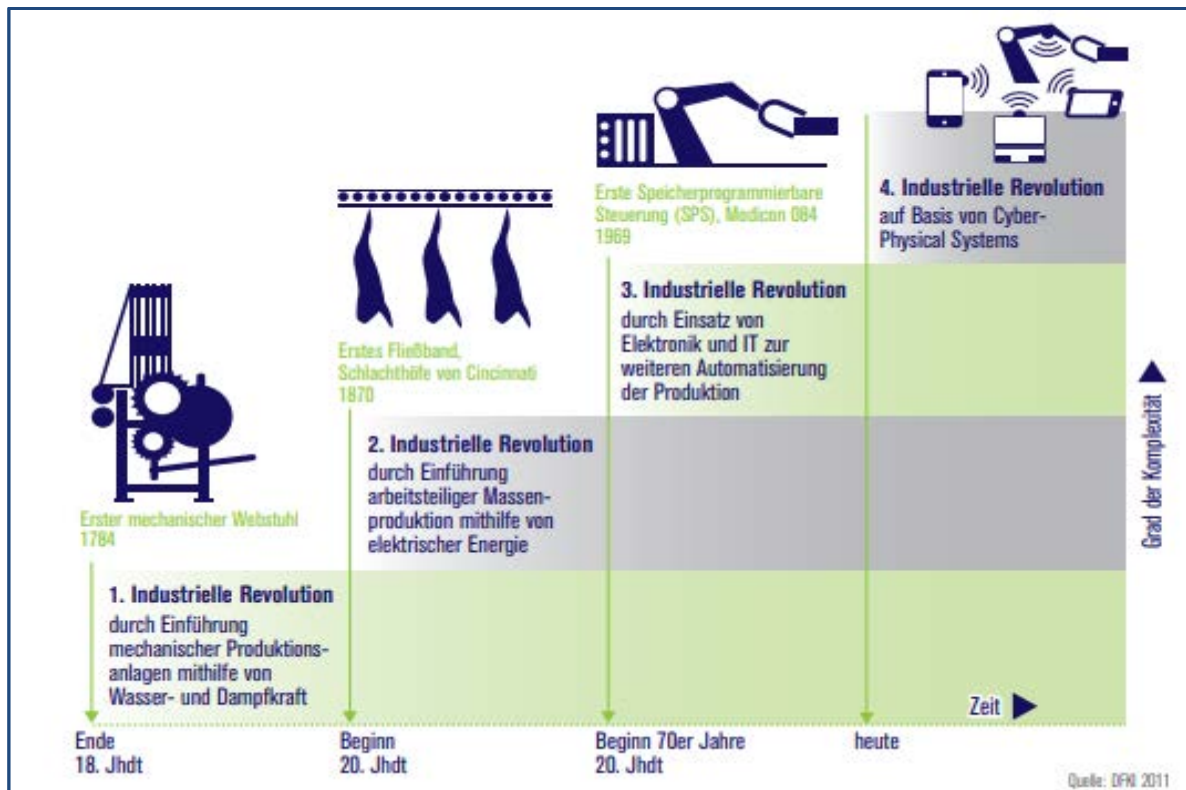 Erster mechanischer Webstuhl
1784
1. Industrielle Revolution
durch Einführung
mechanischer Produktions-
anlagen mithilfe von
Wasser- und Dampfkraft
Ende
18. Jhdt
Erstes Fließband,
Schlachthöfe von Cincinnati
1870
2. Industrielle Revolution
durch Einführung
arbeitsteiliger Massen-
produktion mithilfe von
elektrischer Energie
Beginn
20. Jhdt
Erste Speicherprogrammierbare
Steuerung (SPS), Modicon 084
1969
3. Industrielle Revolution
durch Einsatz von
Elektronik und IT zur
weiteren Automatisierung
der Produktion
Beginn 70er Jahre
20. Jhdt
4. Industrielle Revolution
auf Basis von Cyber-
Physical Systems
heute
Zeit
Grad der Komplexität
Quelle: DFKI 2011